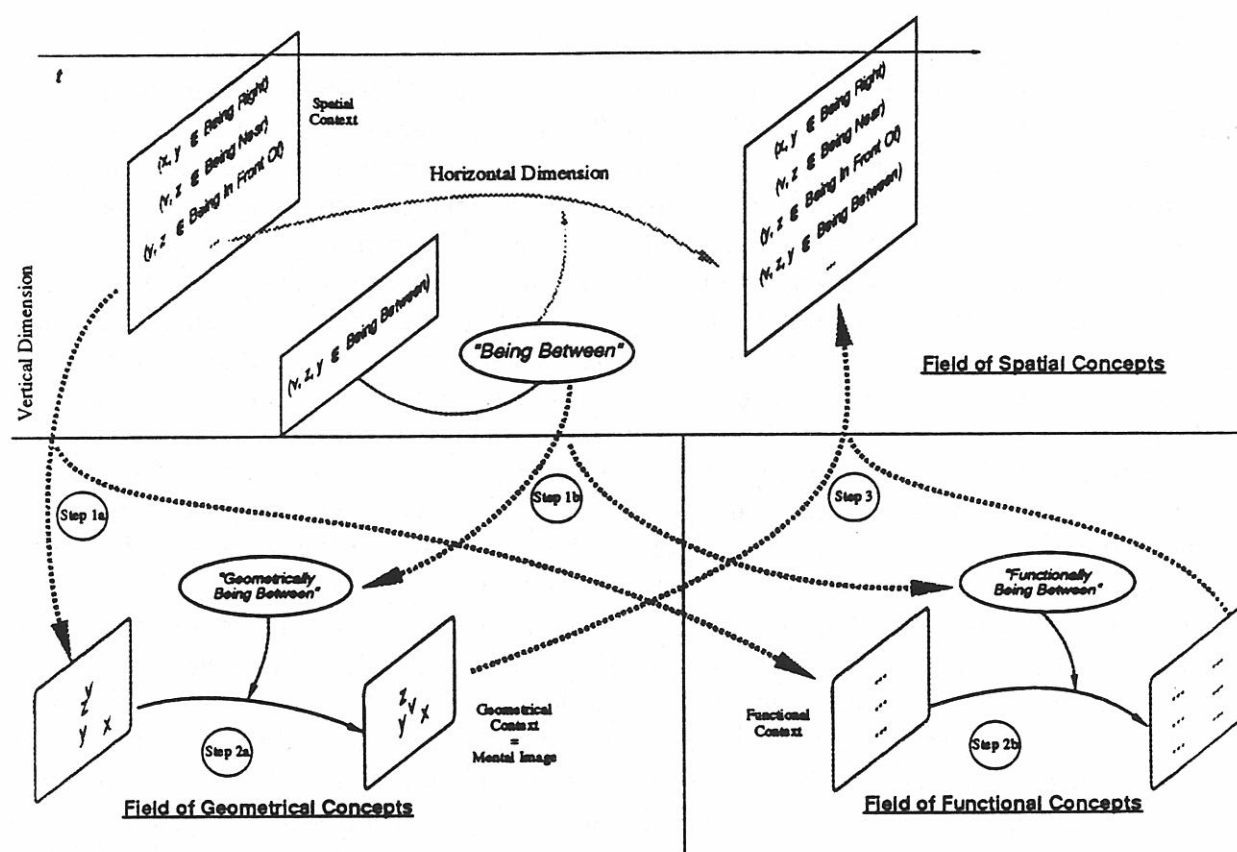 t
(x, y ∈ Being Right)
(v, z ∈ Being Near)
(y, z ∈ Being In Front Of)
...
Spatial
Context
Horizontal Dimension
(x, y ∈ Being Right)
(v, z ∈ Being Near)
(y, z ∈ Being In Front Of)
(v, z, y ∈ Being Between)
...
Vertical Dimension
(v, z, y ∈ Being Between)
"Being Between"
Field of Spatial Concepts
Step 1a
Step 1b
Step 3
"Geometrically
Being Between"
"Functionally
Being Between"
v
z
y x
z
v
y x
Geometrical
Context
=
Mental Image
Step 2a
Field of Geometrical Concepts
Functional
Context
...
...
...
... ...
... ...
... ...
Step 2b
Field of Functional Concepts